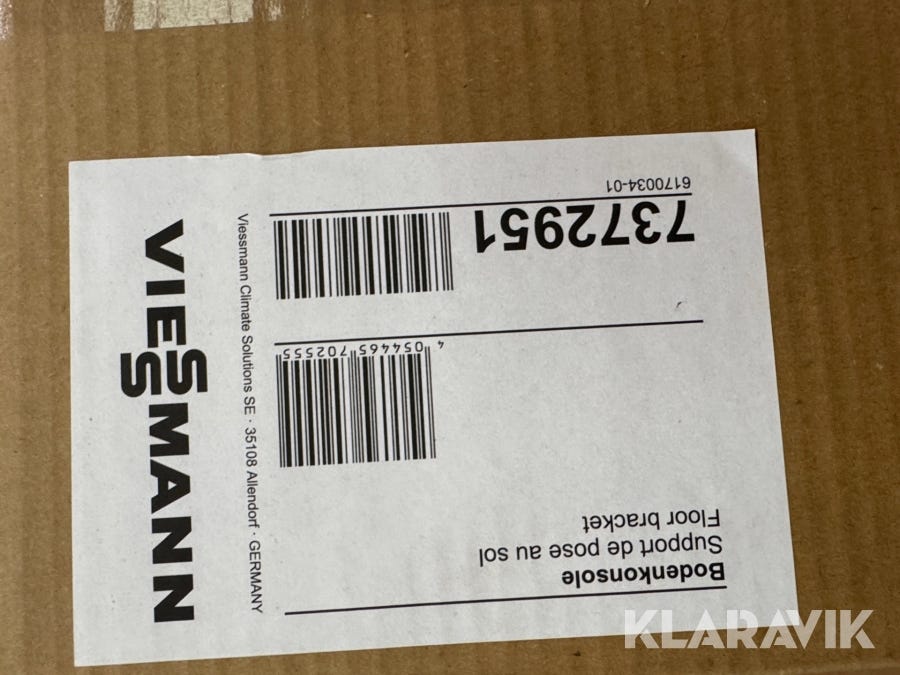 Bodenkonsole
Support de pose au sol
Floor bracket
4 054465 702555
7372951
6170034-01
VIESSMANN
Viessmann Climate Solutions SE · 35108 Allendorf · GERMANY
KLARAVIK